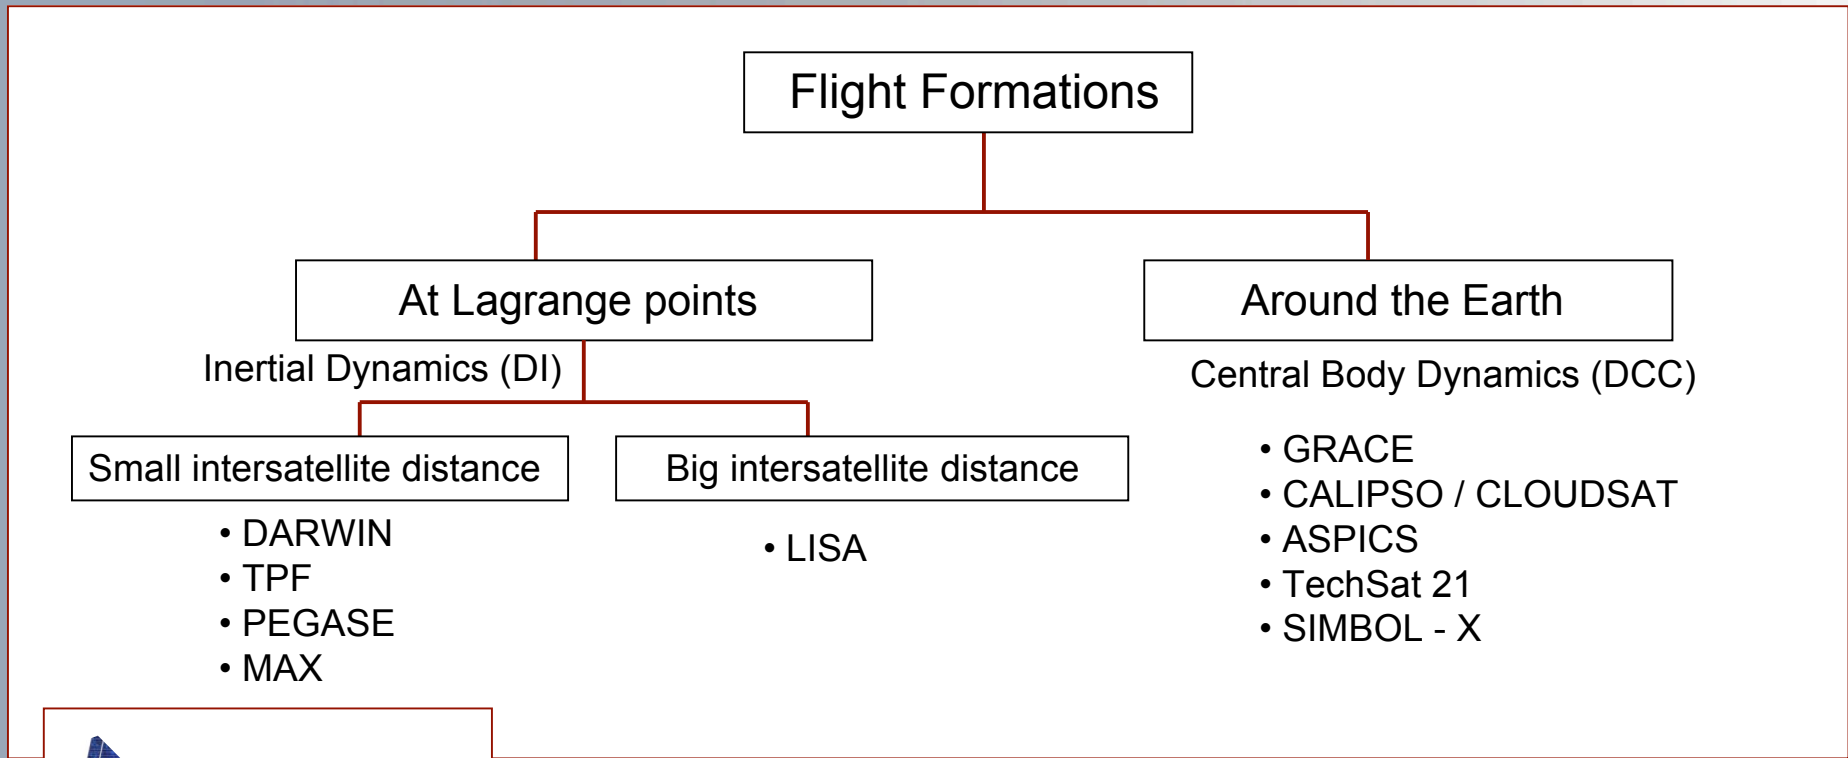 Flight Formations
At Lagrange points
Around the Earth
Inertial Dynamics (DI)
Central Body Dynamics (DCC)
Small intersatellite distance
Big intersatellite distance
• DARWIN
• TPF
• PEGASE
• MAX
• LISA
• GRACE
• CALIPSO / CLOUDSAT
• ASPICS
• TechSat 21
• SIMBOL - X